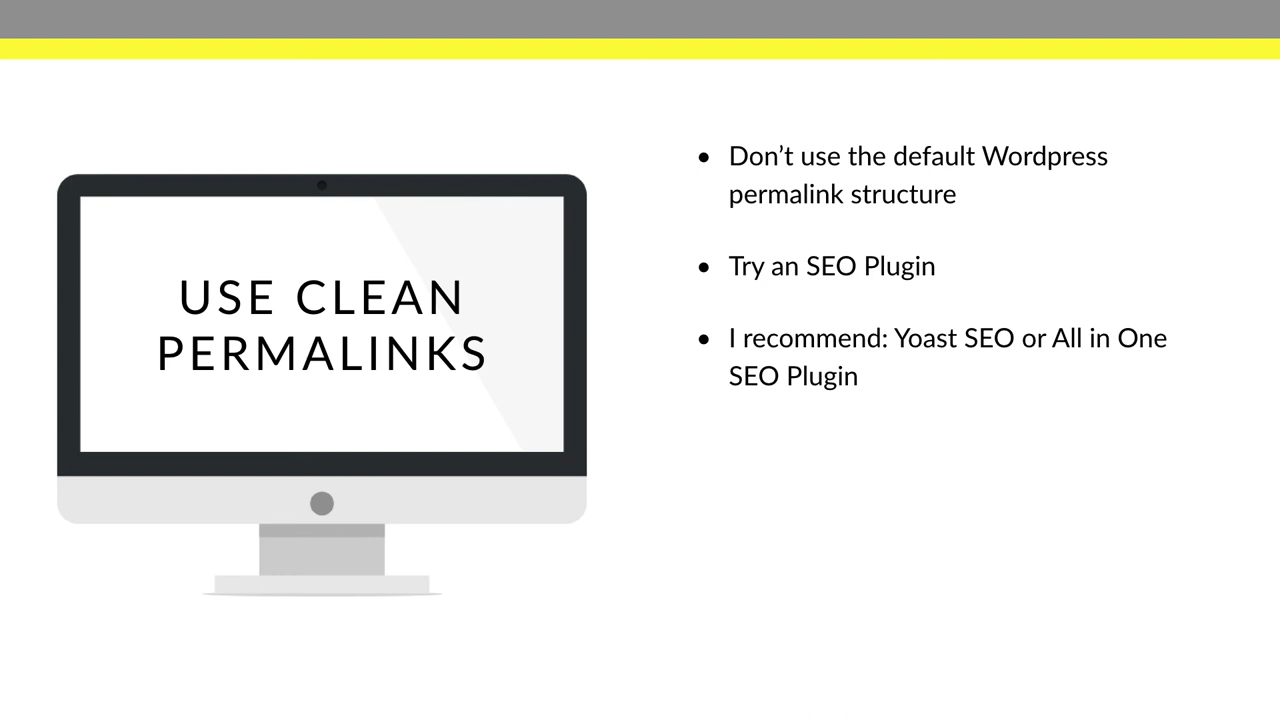 USE CLEAN
PERMALINKS
• Don’t use the default Wordpress
permalink structure
• Try an SEO Plugin
• I recommend: Yoast SEO or All in One
SEO Plugin